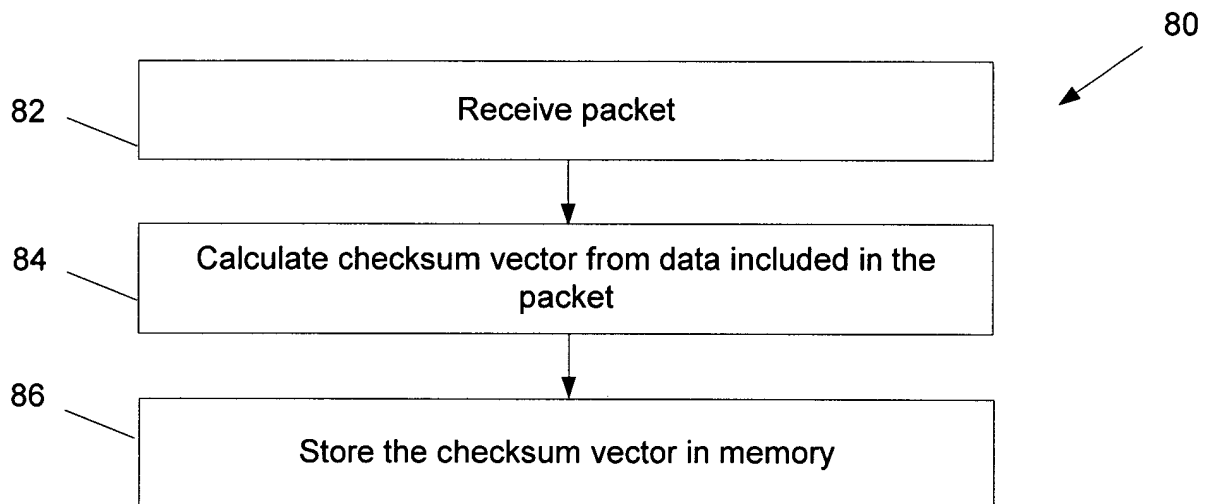 80
82
Receive packet
84
Calculate checksum vector from data included in the
packet
86
Store the checksum vector in memory